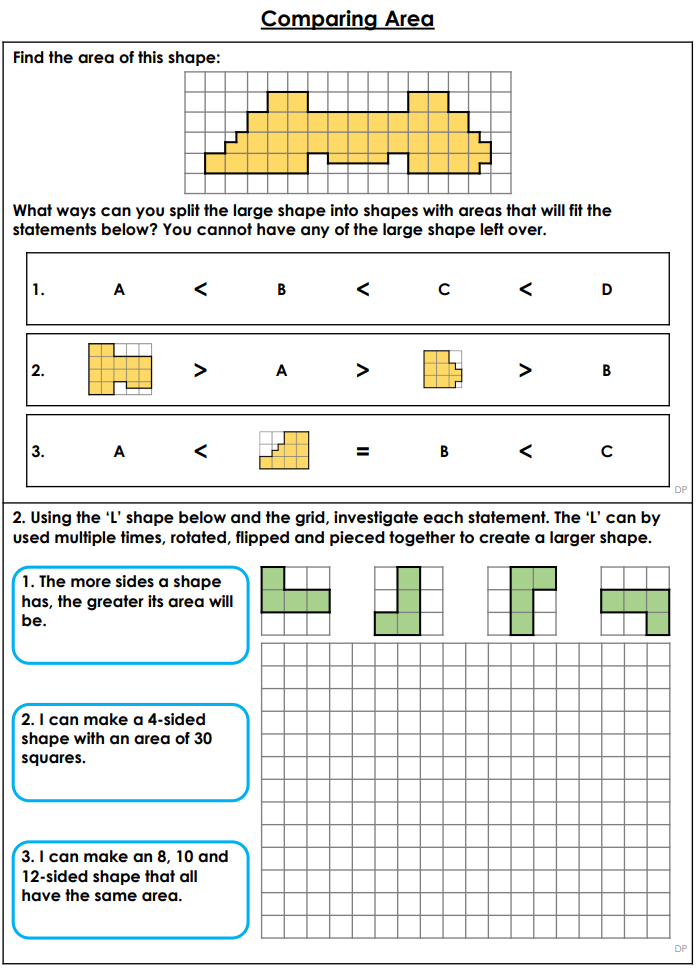 Comparing Area
Find the area of this shape:
What ways can you split the large shape into shapes with areas that will fit the
statements below? You cannot have any of the large shape left over.
1. A < B < C < D
2. > A > > B
3. A < = B < C
DP
2. Using the ‘L’ shape below and the grid, investigate each statement. The ‘L’ can by
used multiple times, rotated, flipped and pieced together to create a larger shape.
1. The more sides a shape
has, the greater its area will
be.
2. I can make a 4-sided
shape with an area of 30
squares.
3. I can make an 8, 10 and
12-sided shape that all
have the same area.
DP